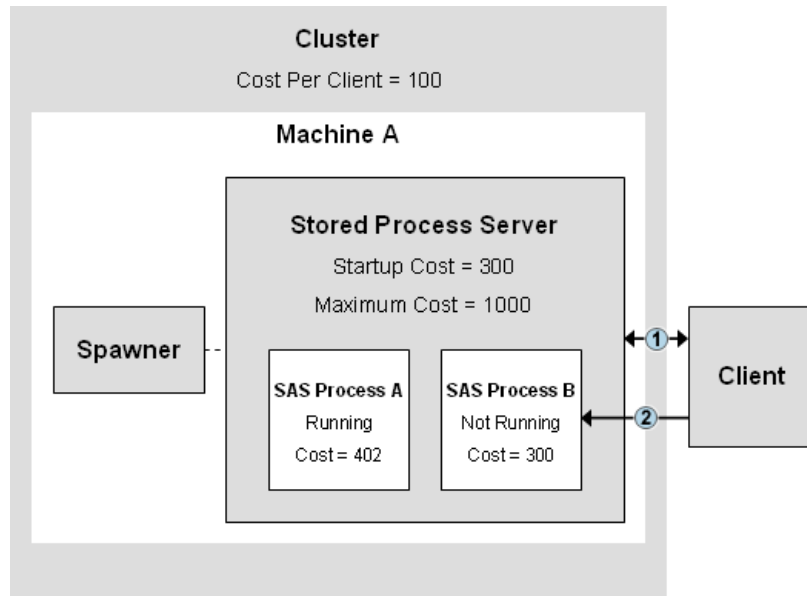 Cluster
Cost Per Client = 100
Machine A
Stored Process Server
Startup Cost = 300
Maximum Cost = 1000
Spawner
SAS Process A
Running
Cost = 402
SAS Process B
Not Running
Cost = 300
1
2
Client